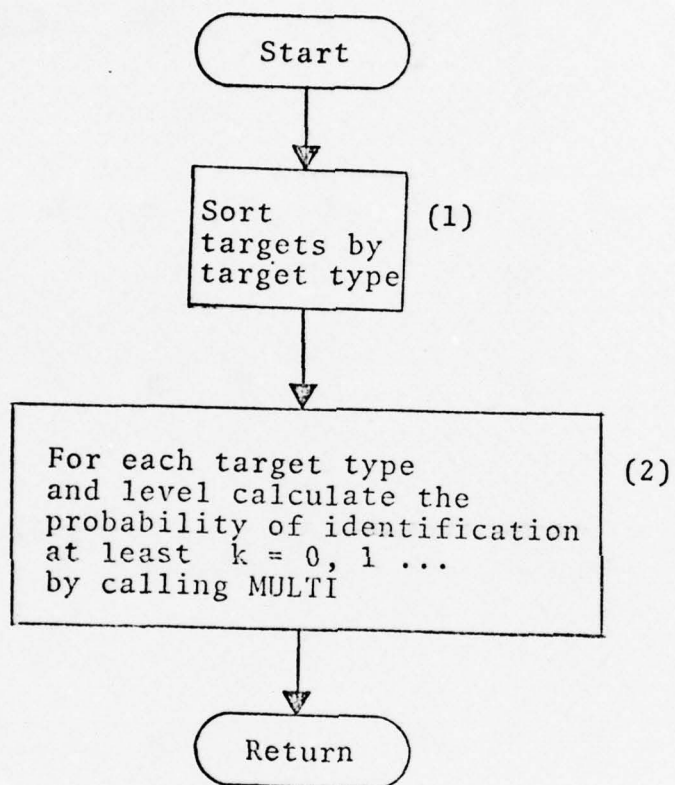 Start
Sort
targets by
target type
(1)
For each target type
and level calculate the
probability of identification
at least k = 0, 1 ...
by calling MULTI
(2)
Return